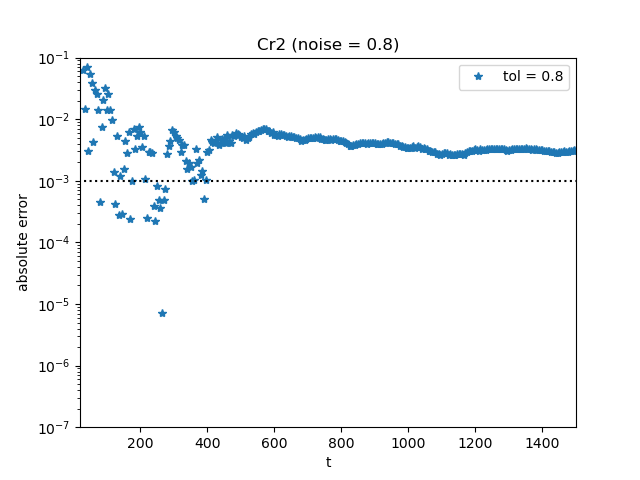 Cr2 (noise = 0.8)
tol = 0.8
absolute error
10⁻¹
10⁻²
10⁻³
10⁻⁴
10⁻⁵
10⁻⁶
10⁻⁷
200 400 600 800 1000 1200 1400
t